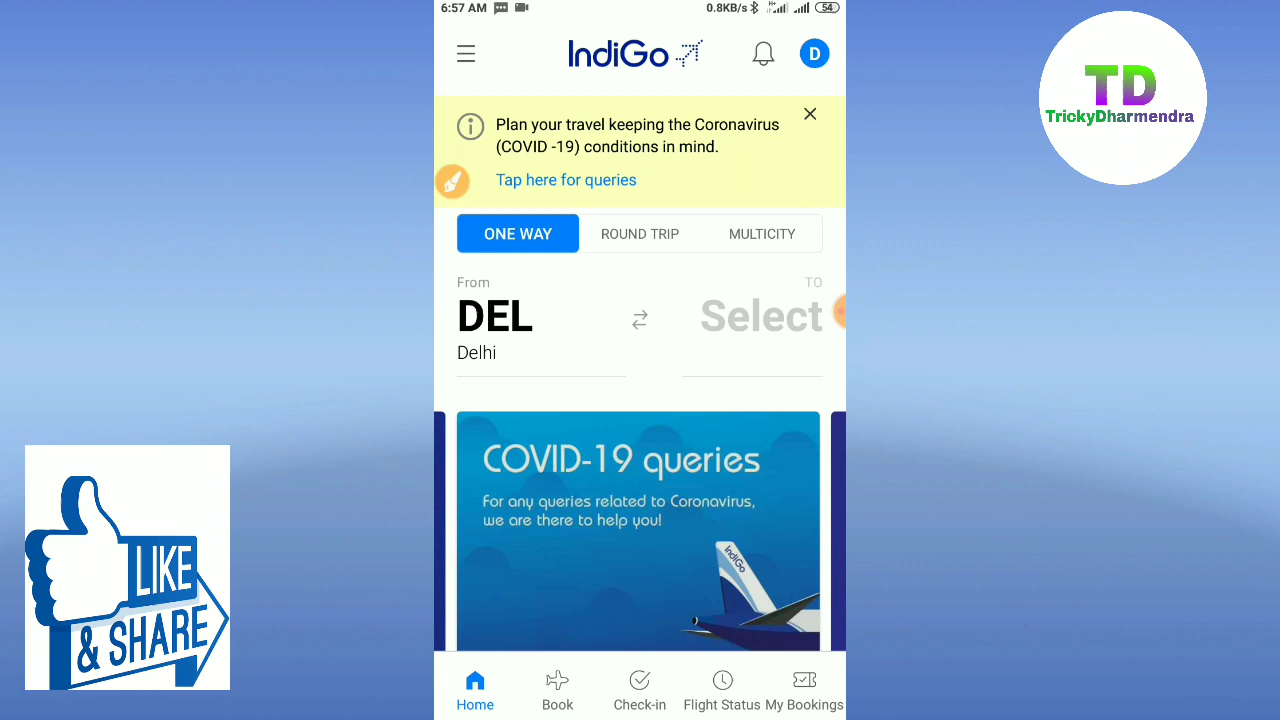 6:57 AM
0.8KB/s
H+
54
IndiGo
D
Plan your travel keeping the Coronavirus
(COVID -19) conditions in mind.
Tap here for queries
ONE WAY
ROUND TRIP
MULTICITY
From
TO
DEL
Select
Delhi
COVID-19 queries
For any queries related to Coronavirus,
we are there to help you!
IndiGo
Home
Book
Check-in
Flight Status
My Bookings
TD
TrickyDharmendra
LIKE
& SHARE